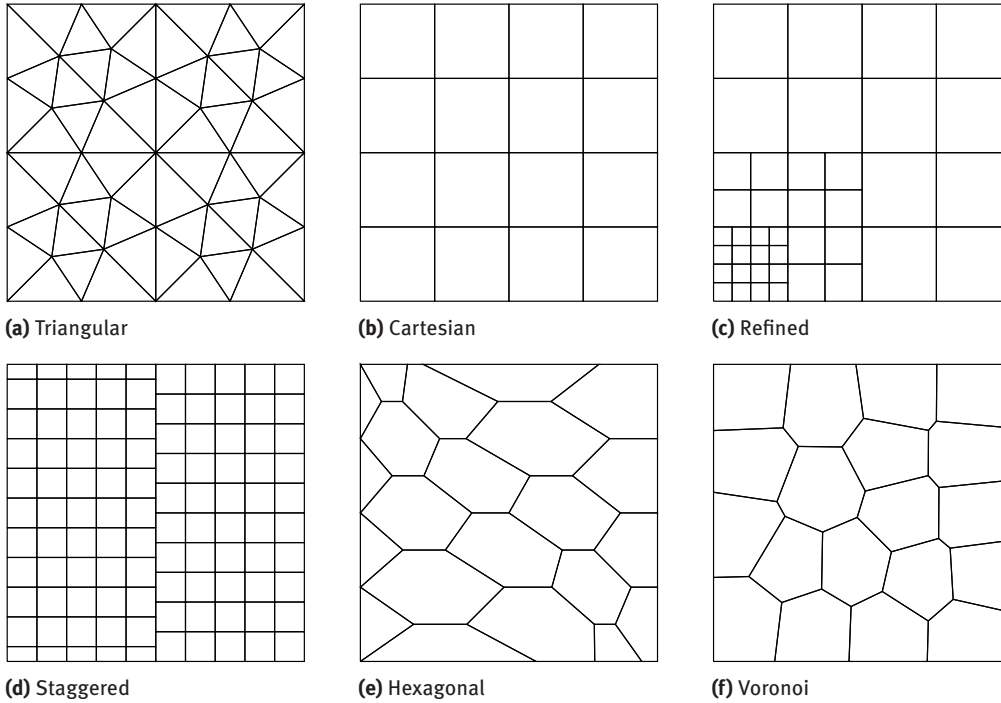 (a) Triangular
(b) Cartesian
(c) Refined
(d) Staggered
(e) Hexagonal
(f) Voronoi